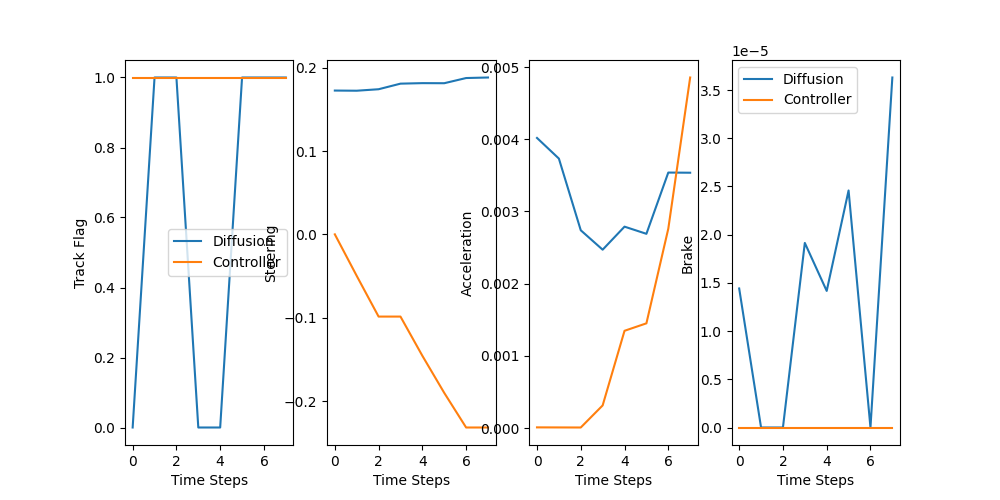 1e−5
1.0
0.8
0.6
0.4
0.2
0.0
Track Flag
0 2 4 6
Time Steps
Diffusion
Controller
0.2
0.1
0.0
−0.1
−0.2
Steering
0 2 4 6
Time Steps
0.005
0.004
0.003
0.002
0.001
0.000
Acceleration
0 2 4 6
Time Steps
3.5
3.0
2.5
2.0
1.5
1.0
0.5
0.0
Brake
0 2 4 6
Time Steps
Diffusion
Controller